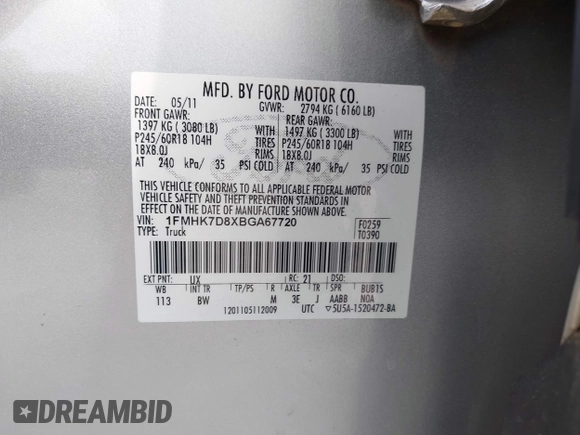 MFD. BY FORD MOTOR CO.
DATE: 05/11 GVWR: 2794 KG ( 6160 LB)
FRONT GAWR: REAR GAWR:
1397 KG ( 3080 LB) WITH 1497 KG ( 3300 LB) WITH
P245/60R18 104H TIRES P245/60R18 104H TIRES
18X8.0J RIMS 18X8.0J RIMS
AT 240 kPa/ 35 PSI COLD AT 240 kPa/ 35 PSI COLD
THIS VEHICLE CONFORMS TO ALL APPLICABLE FEDERAL MOTOR
VEHICLE SAFETY AND THEFT PREVENTION STANDARDS IN
EFFECT ON THE DATE OF MANUFACTURE SHOWN ABOVE.
VIN: 1FMHK7D8XBGA67720 F0259
TYPE: Truck T0390
EXT PNT: UX RC: 21 DSO:
WB INT TR TP/PS R AXLE TR SPR BUB1S
113 BW M 3E J AABB NOA
1201105112009 UTC ▽5U5A-1520472-BA
Ford
DREAMBID